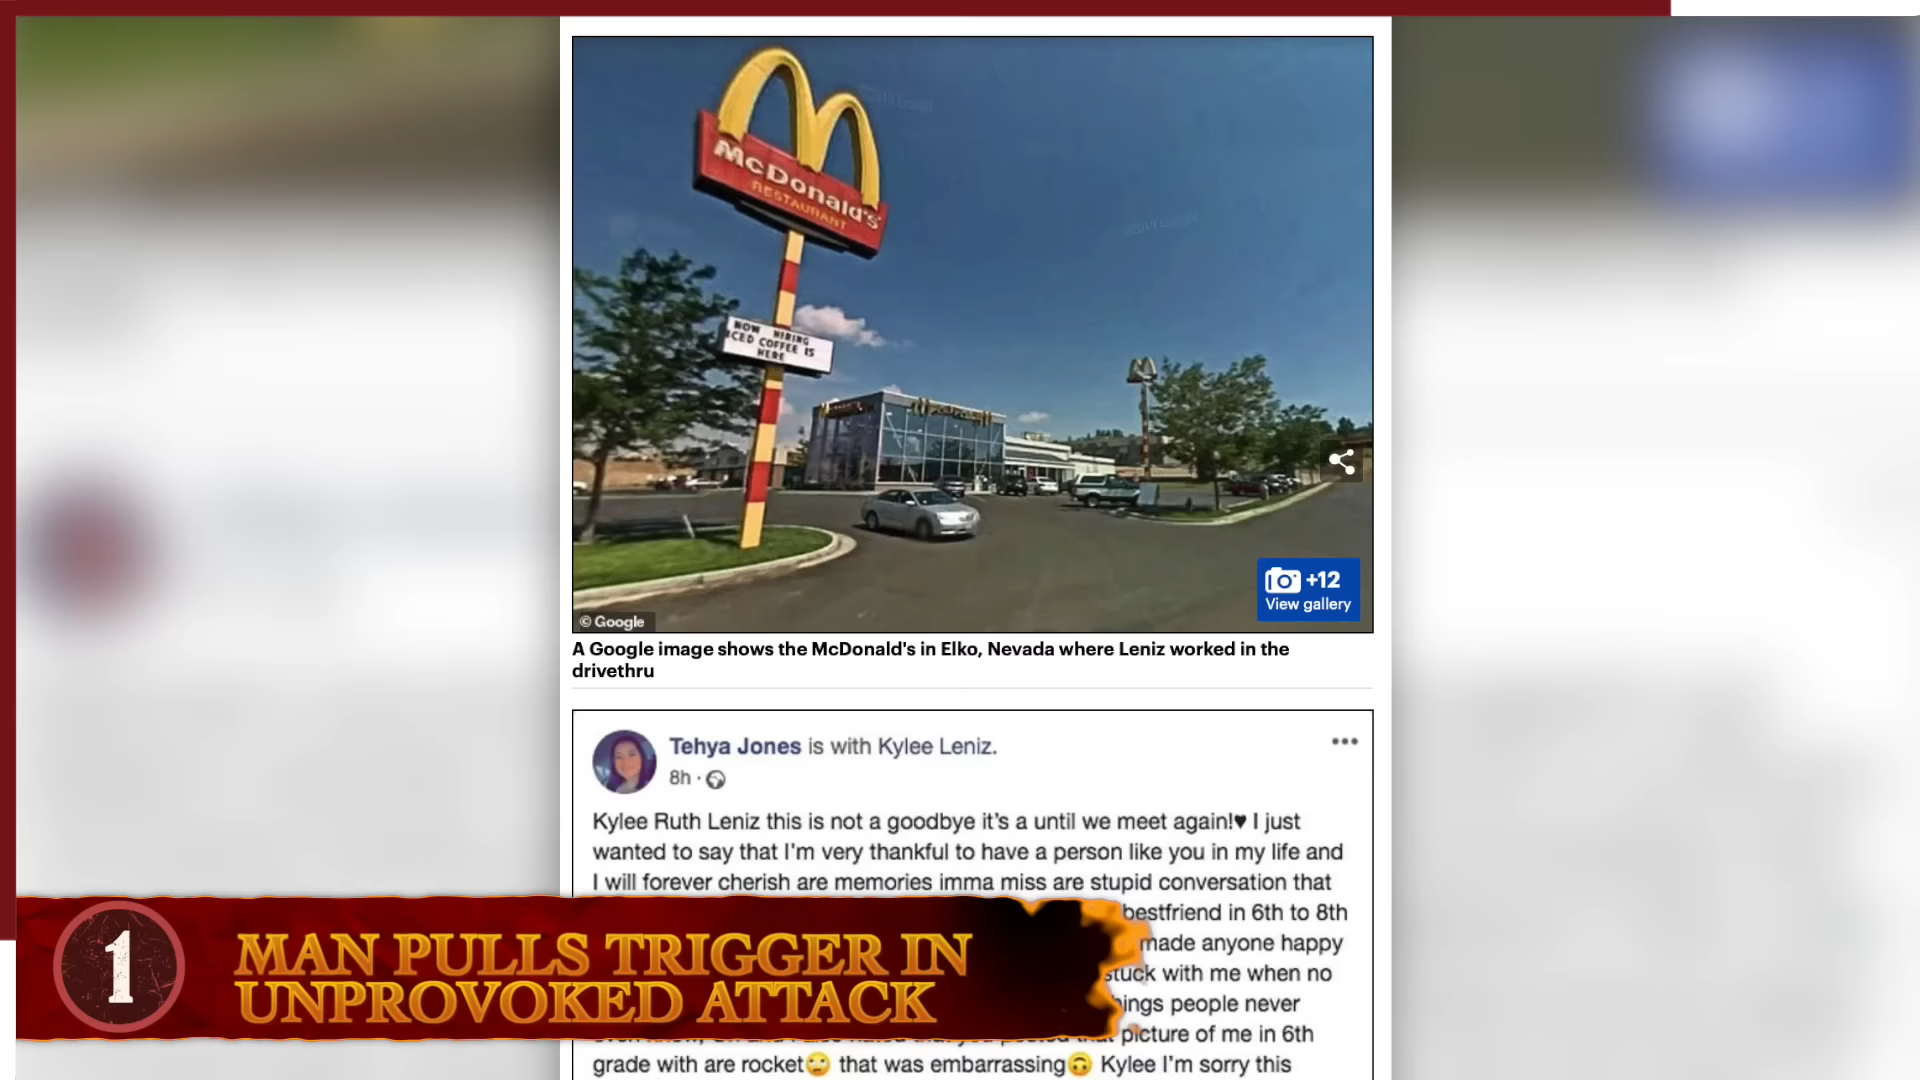 McDonald's
RESTAURANT
NOW HIRING
ICED COFFEE IS
HERE
+12
View gallery
© Google
A Google image shows the McDonald's in Elko, Nevada where Leniz worked in the
drivethru
Tehya Jones is with Kylee Leniz.
8h ·
Kylee Ruth Leniz this is not a goodbye it's a until we meet again!♥ I just
wanted to say that I'm very thankful to have a person like you in my life and
I will forever cherish are memories imma miss are stupid conversation that
bestfriend in 6th to 8th
made anyone happy
stuck with me when no
people never
picture of me in 6th
grade with are rocket🙄 that was embarrassing🙃 Kylee I'm sorry this
1
MAN PULLS TRIGGER IN
UNPROVOKED ATTACK